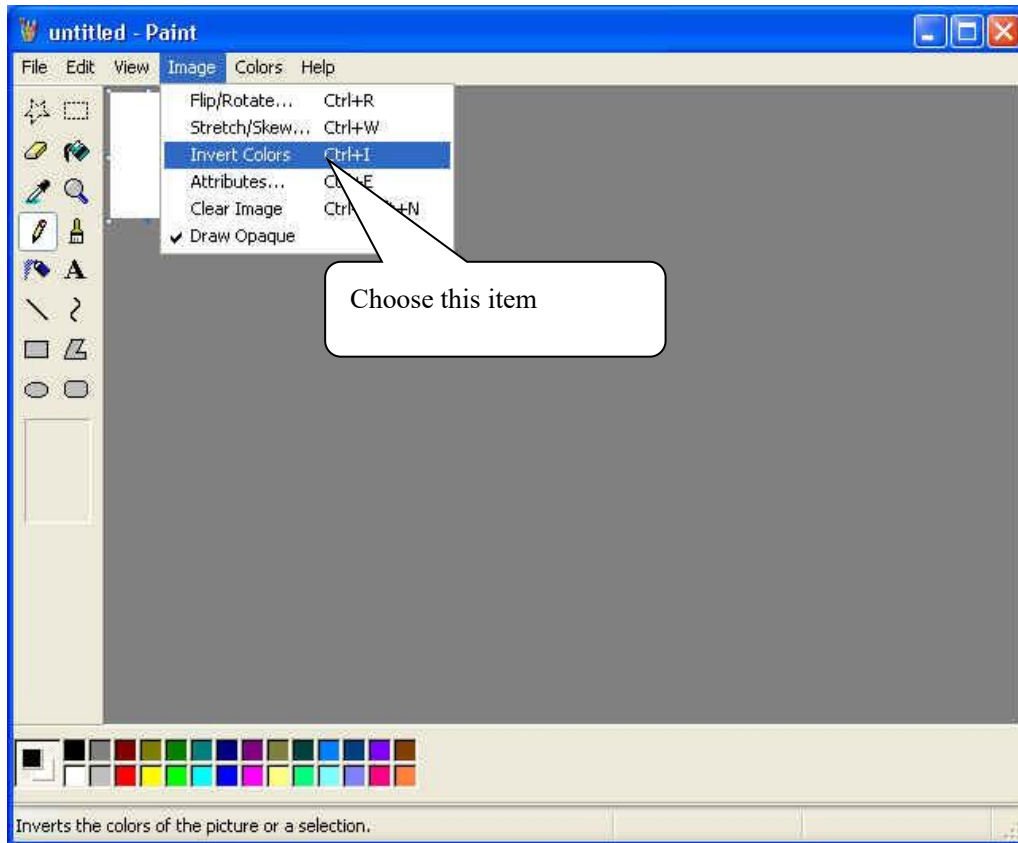 untitled - Paint
File Edit View Image Colors Help
Flip/Rotate... Ctrl+R
Stretch/Skew... Ctrl+W
Invert Colors Ctrl+I
Attributes...
Clear Image
Draw Opaque
Choose this item
A
Inverts the colors of the picture or a selection.